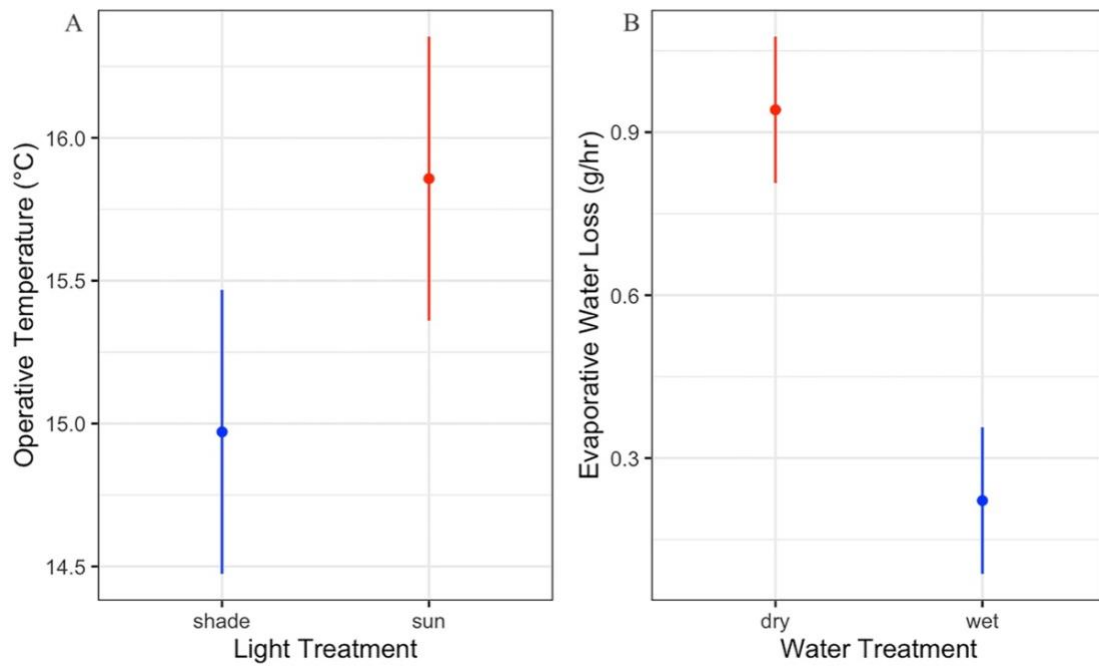 A
Operative Temperature (°C)
16.0
15.5
15.0
14.5
shade sun
Light Treatment
B
Evaporative Water Loss (g/hr)
0.9
0.6
0.3
dry wet
Water Treatment